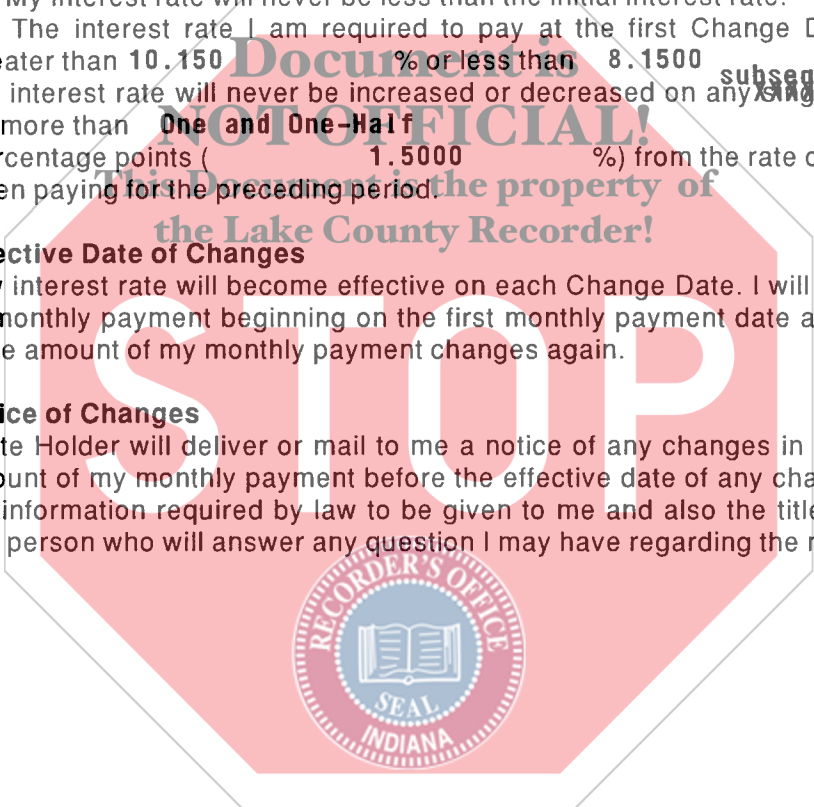 My interest rate will never be less than the initial interest rate.
The interest rate I am required to pay at the first Change D
eater than 10.150 % or less than 8.1500
subseq
interest rate will never be increased or decreased on any
more than One and One-Half
rcentage points ( 1.5000 %) from the rate o
en paying for the preceding period.
Document is
NOT OFFICIAL!
This Document is the property of
the Lake County Recorder!
ective Date of Changes
interest rate will become effective on each Change Date. I will
monthly payment beginning on the first monthly payment date a
e amount of my monthly payment changes again.
ice of Changes
te Holder will deliver or mail to me a notice of any changes in
ount of my monthly payment before the effective date of any cha
information required by law to be given to me and also the title
person who will answer any question I may have regarding the n
STOP
RECORDER'S OFFICE
SEAL
INDIANA